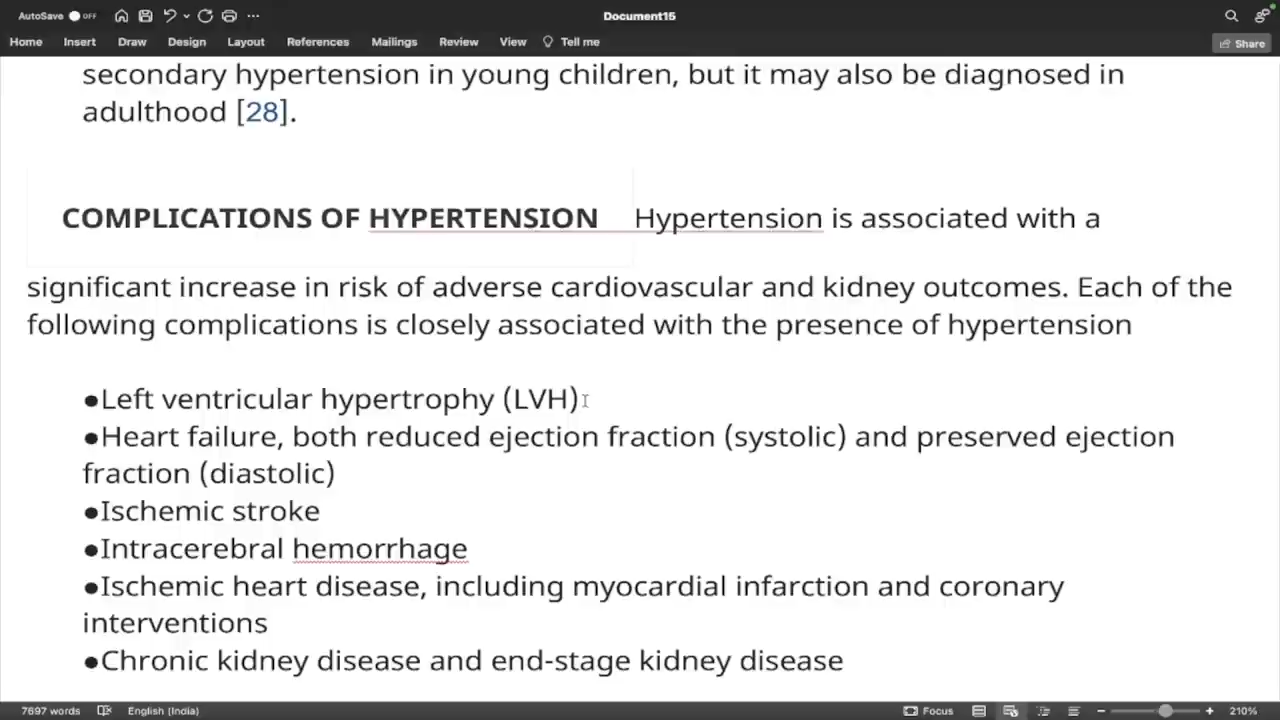 AutoSave OFF
Document15
Home Insert Draw Design Layout References Mailings Review View Tell me
Share
secondary hypertension in young children, but it may also be diagnosed in
adulthood [28].
COMPLICATIONS OF HYPERTENSION Hypertension is associated with a
significant increase in risk of adverse cardiovascular and kidney outcomes. Each of the
following complications is closely associated with the presence of hypertension
●Left ventricular hypertrophy (LVH)
●Heart failure, both reduced ejection fraction (systolic) and preserved ejection
fraction (diastolic)
●Ischemic stroke
●Intracerebral hemorrhage
●Ischemic heart disease, including myocardial infarction and coronary
interventions
●Chronic kidney disease and end-stage kidney disease
7697 words English (India) Focus 210%